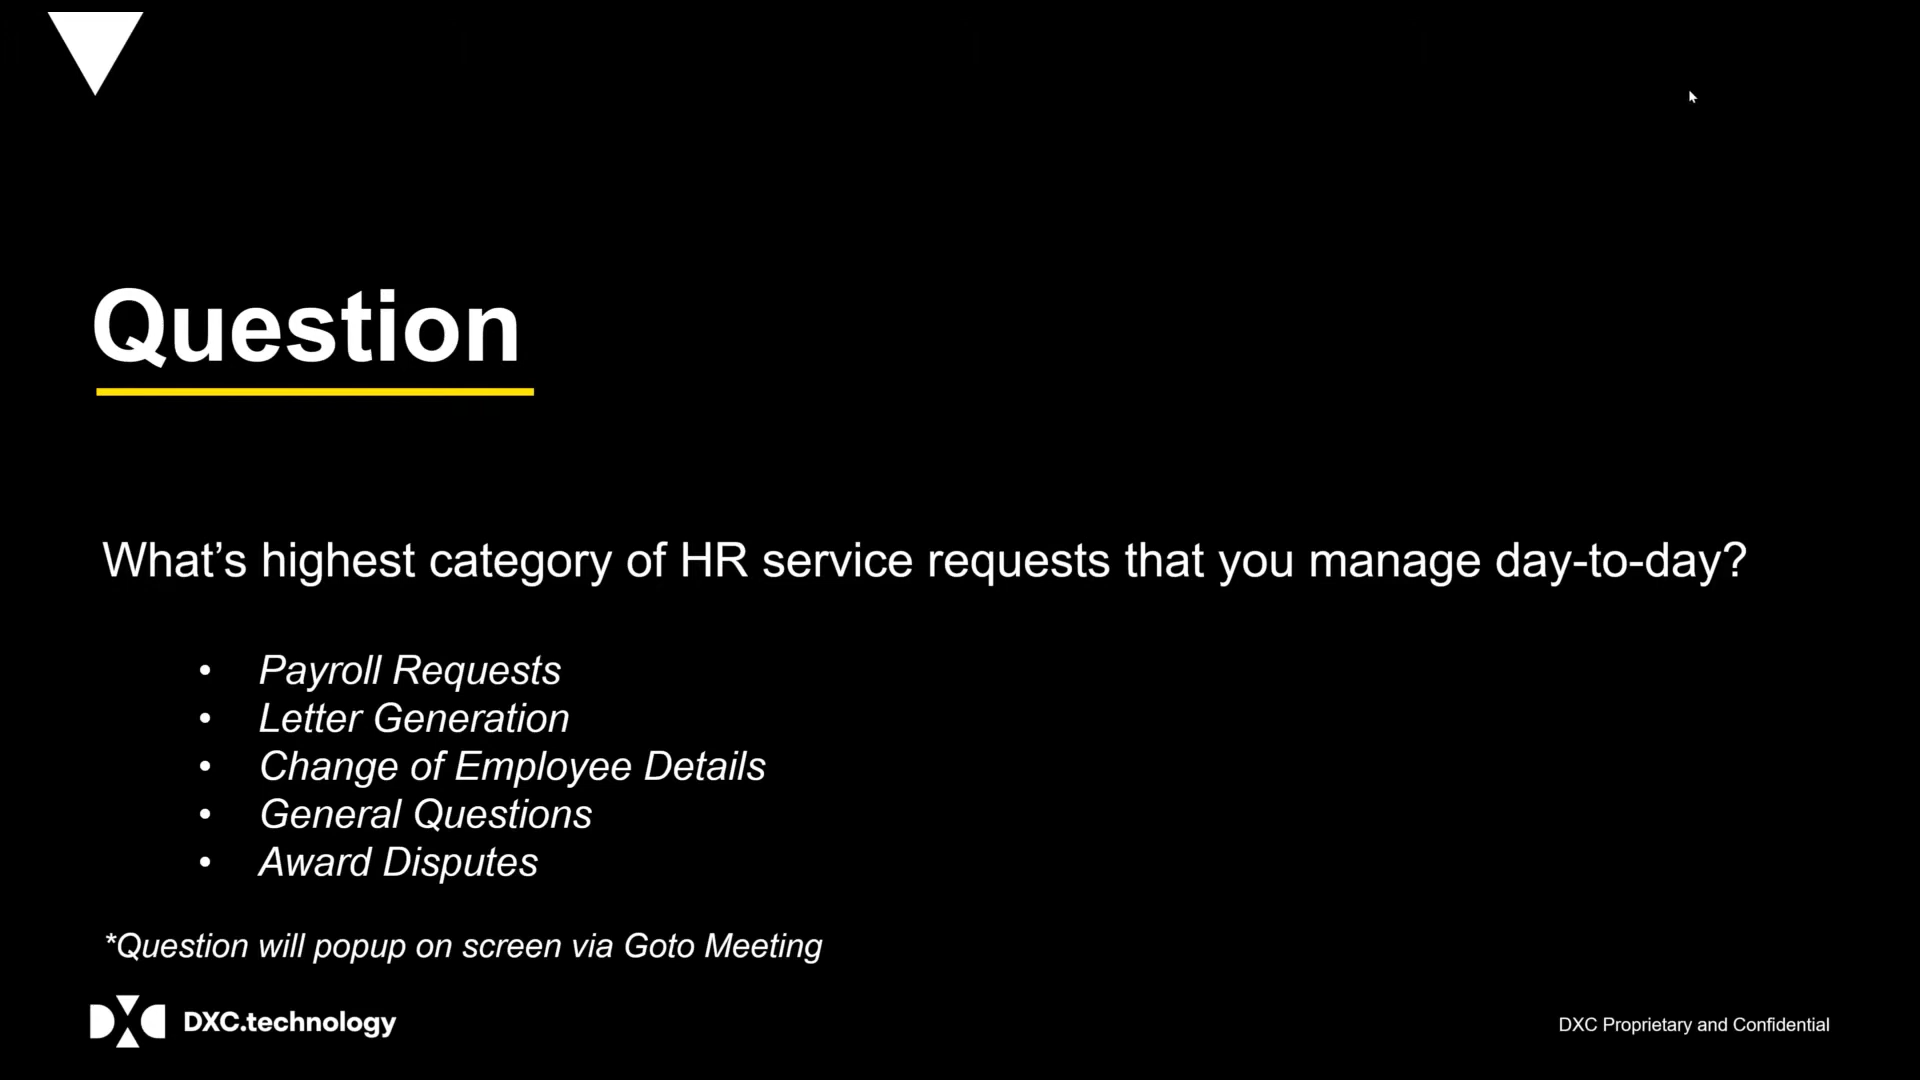 Question
What’s highest category of HR service requests that you manage day-to-day?
• Payroll Requests
• Letter Generation
• Change of Employee Details
• General Questions
• Award Disputes
*Question will popup on screen via Goto Meeting
DXC.technology
DXC Proprietary and Confidential